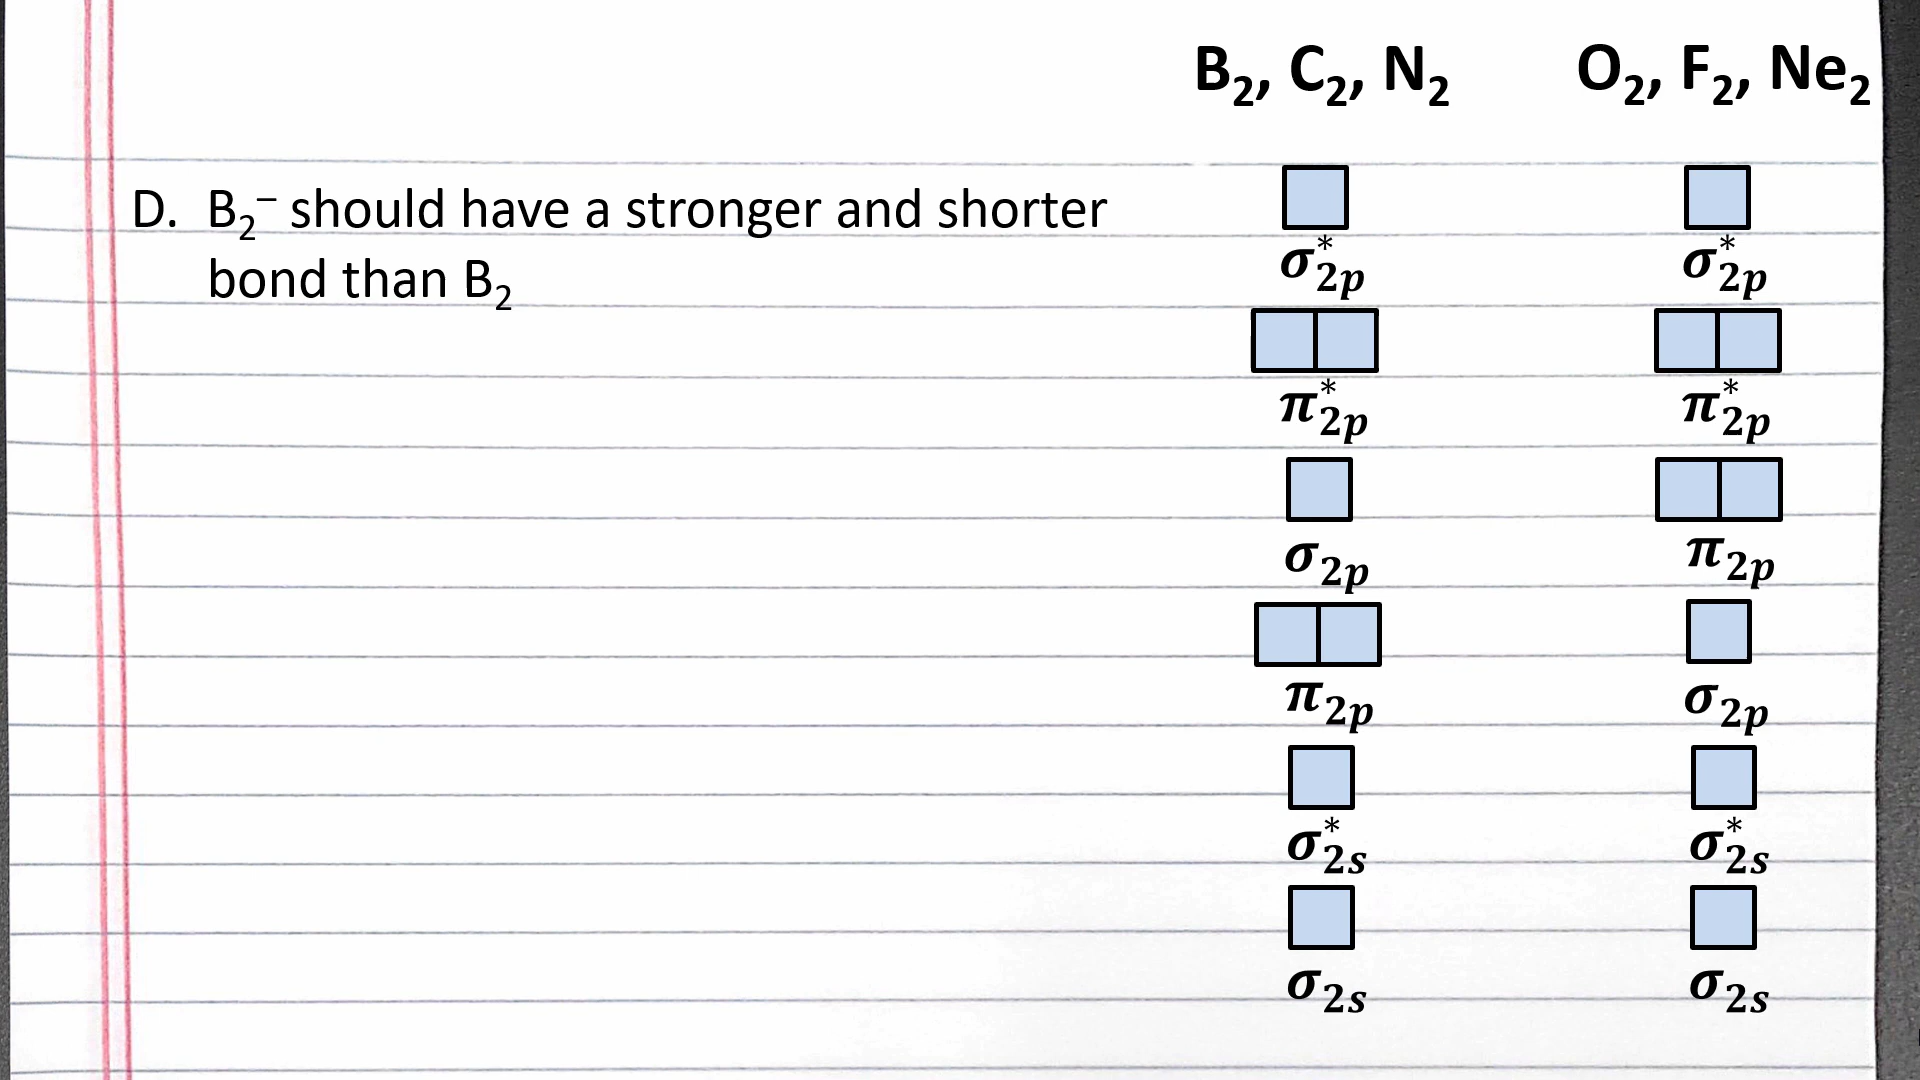 B₂, C₂, N₂
O₂, F₂, Ne₂
D. B₂⁻ should have a stronger and shorter
bond than B₂
σ*2p
σ*2p
π*2p
π*2p
σ2p
π2p
π2p
σ2p
σ*2s
σ*2s
σ2s
σ2s